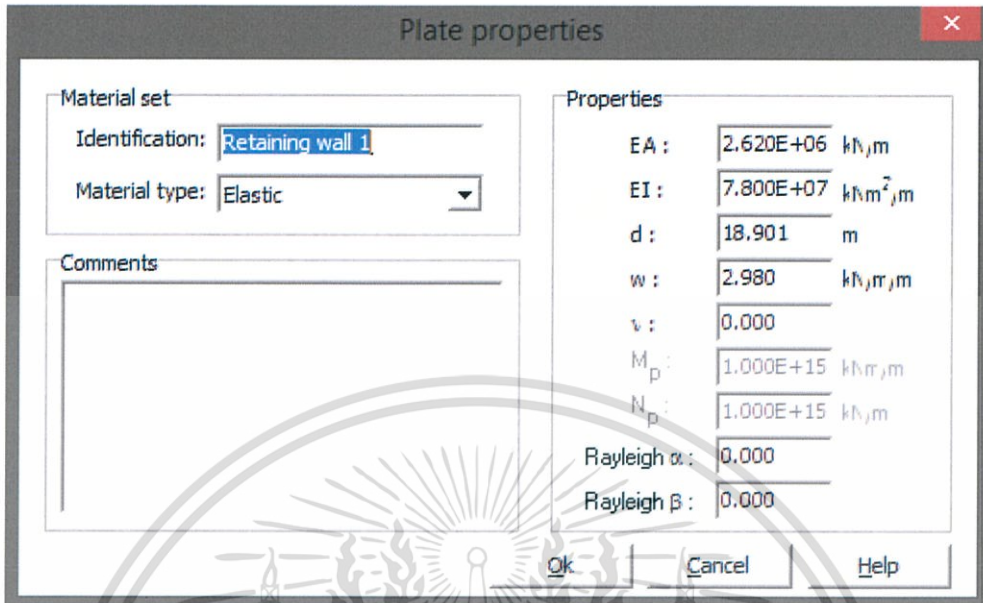 Plate properties
Material set
Identification: Retaining wall 1
Material type: Elastic
Comments
Properties
EA : 2.620E+06 kN/m
EI : 7.800E+07 kNm²/m
d : 18.901 m
w : 2.980 kN/m/m
ν : 0.000
Mp : 1.000E+15 kNm/m
Np : 1.000E+15 kN/m
Rayleigh α : 0.000
Rayleigh β : 0.000
Ok Cancel Help